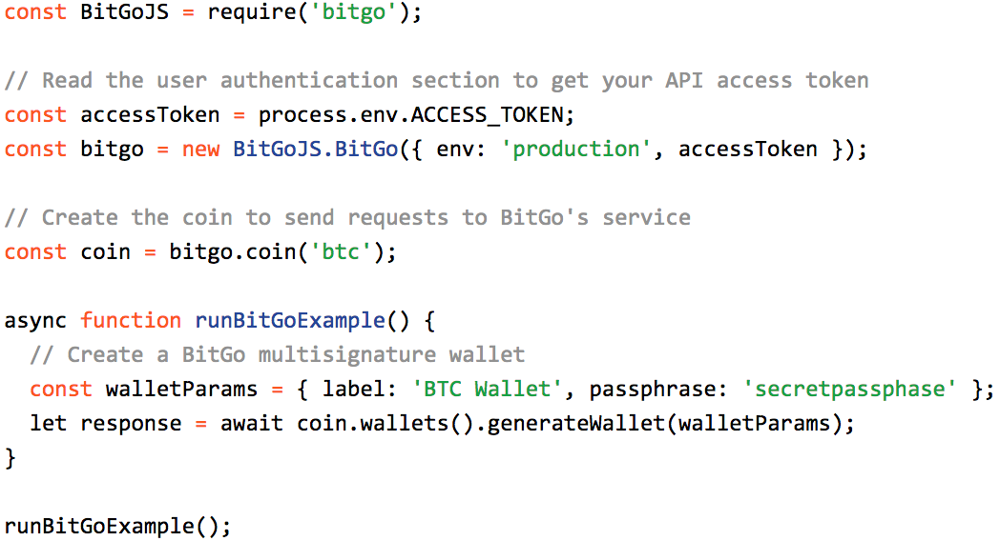 const BitGoJS = require('bitgo');
// Read the user authentication section to get your API access token
const accessToken = process.env.ACCESS_TOKEN;
const bitgo = new BitGoJS.BitGo({ env: 'production', accessToken });
// Create the coin to send requests to BitGo's service
const coin = bitgo.coin('btc');
async function runBitGoExample() {
  // Create a BitGo multisignature wallet
  const walletParams = { label: 'BTC Wallet', passphrase: 'secretpassphase' };
  let response = await coin.wallets().generateWallet(walletParams);
}
runBitGoExample();